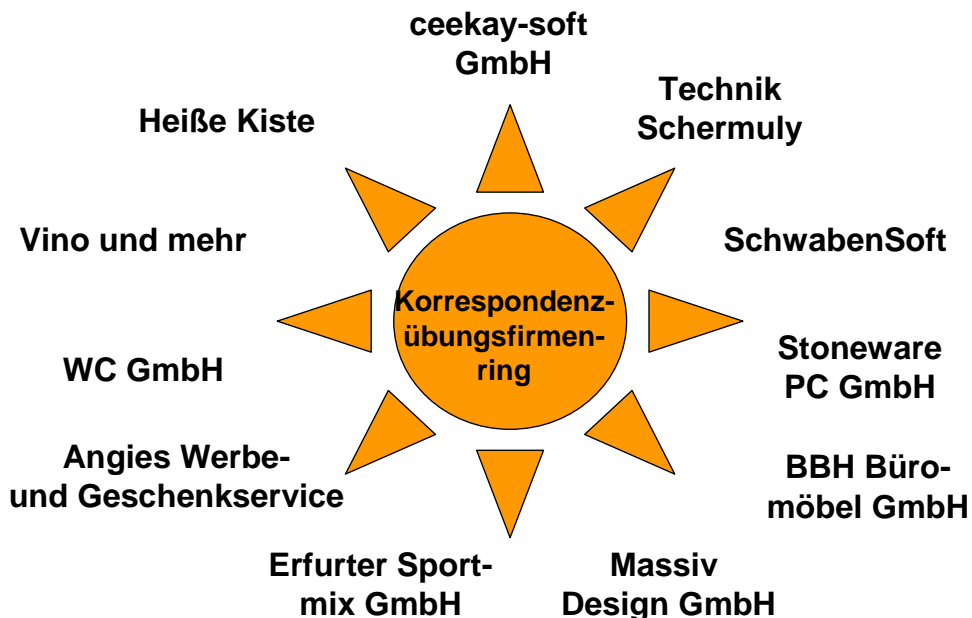 ceekay-soft
GmbH
Technik
Schermuly
Heiße Kiste
Vino und mehr
SchwabenSoft
Korrespondenz-
übungsfirmen-
ring
Stoneware
PC GmbH
WC GmbH
Angies Werbe-
und Geschenkservice
BBH Büro-
möbel GmbH
Erfurter Sport-
mix GmbH
Massiv
Design GmbH